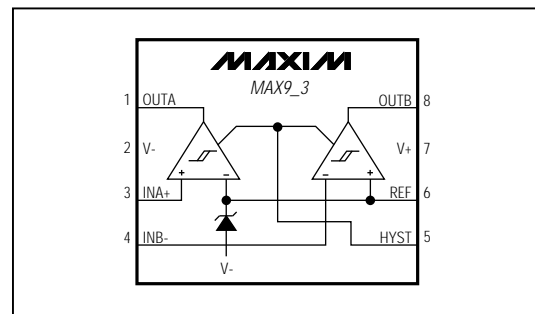 MAXIM
MAX9_3
1 OUTA OUTB 8
2 V- V+ 7
+ - - +
3 INA+ REF 6
4 INB- HYST 5
V-